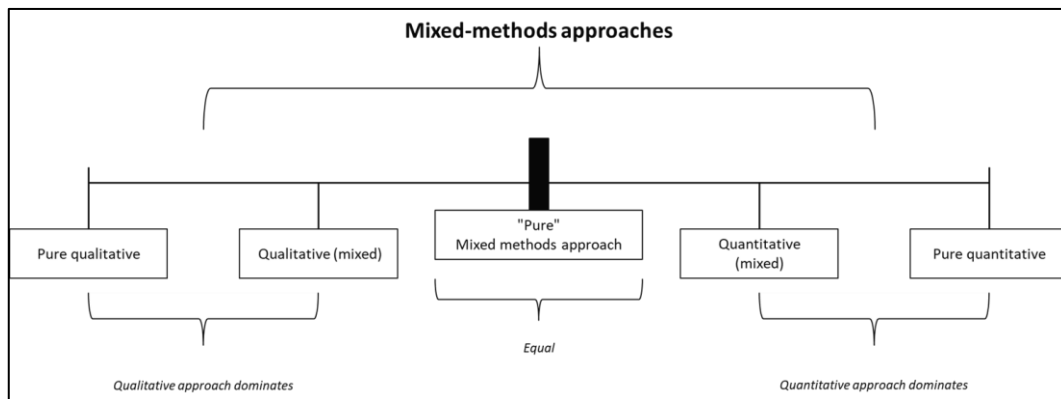 Mixed-methods approaches
Pure qualitative
Qualitative (mixed)
"Pure"
Mixed methods approach
Quantitative
(mixed)
Pure quantitative
Qualitative approach dominates
Equal
Quantitative approach dominates